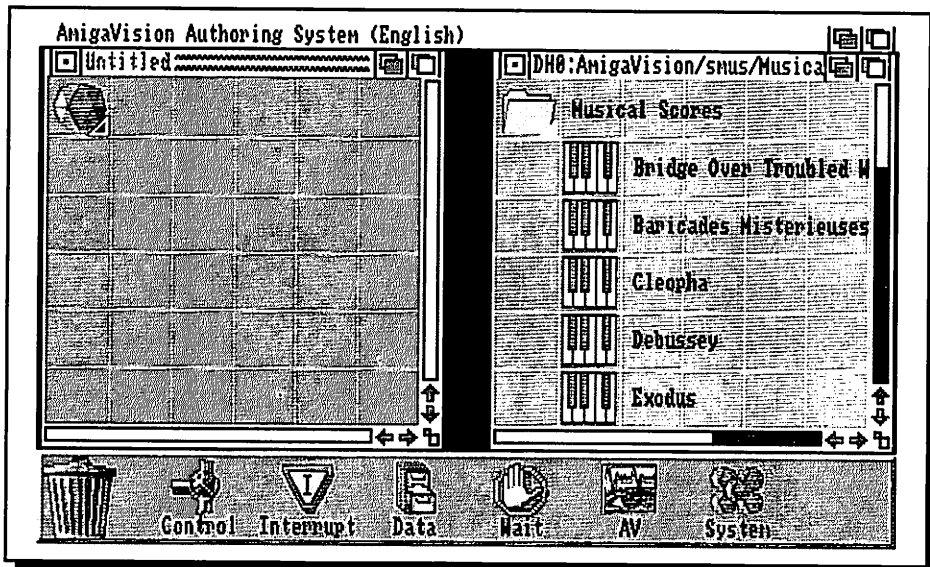 AmigaVision Authoring System (English)
Untitled
DH0:AmigaVision/smus/Musica
Musical Scores
Bridge Over Troubled W
Baricades Misterieuses
Cleopha
Debussey
Exodus
I
Control Interrupt Data Wait AV System